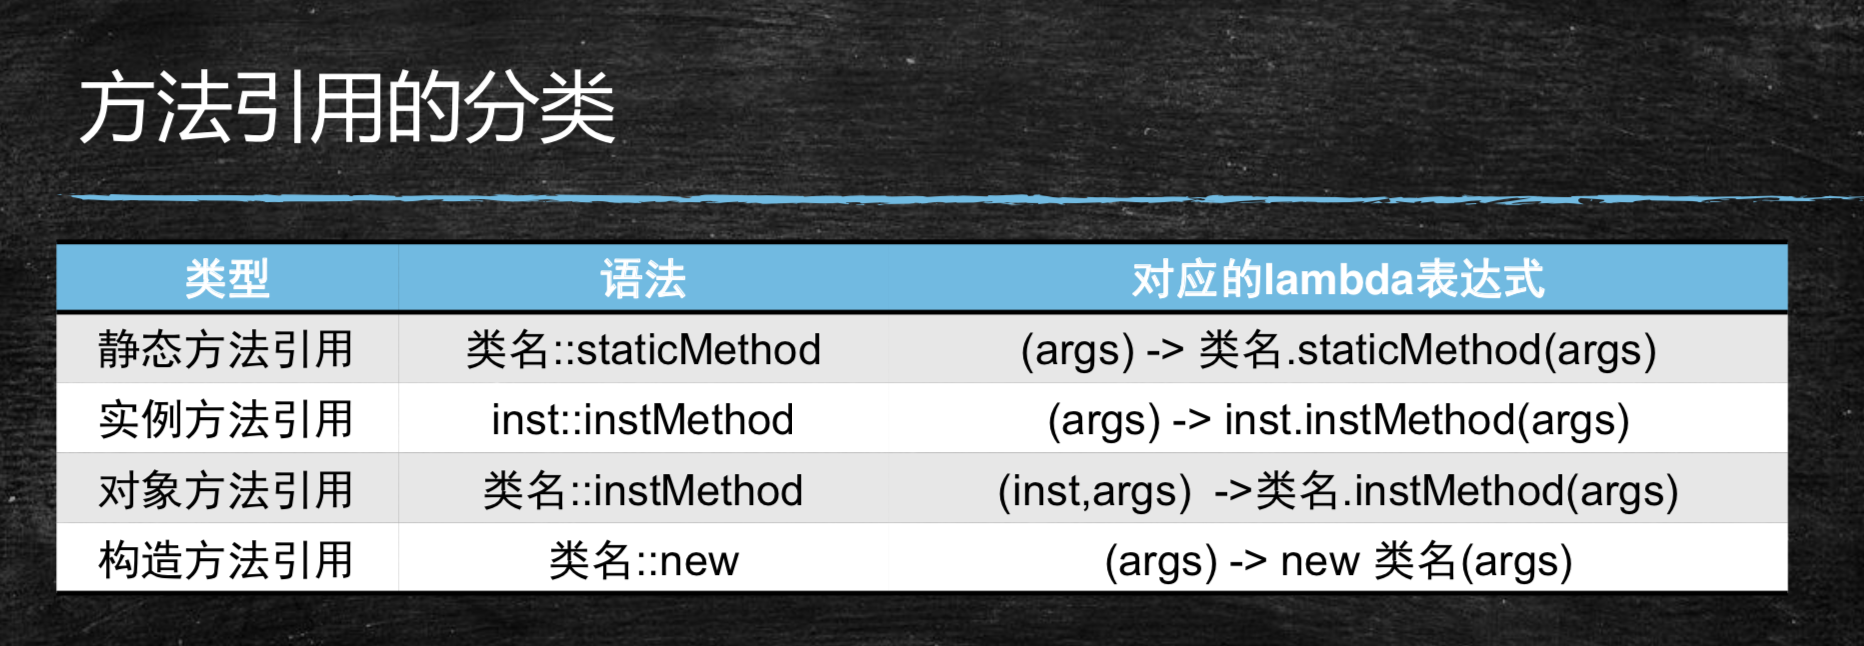 方法引用的分类
类型 语法 对应的lambda表达式
静态方法引用 类名::staticMethod (args) -> 类名.staticMethod(args)
实例方法引用 inst::instMethod (args) -> inst.instMethod(args)
对象方法引用 类名::instMethod (inst,args) ->类名.instMethod(args)
构造方法引用 类名::new (args) -> new 类名(args)